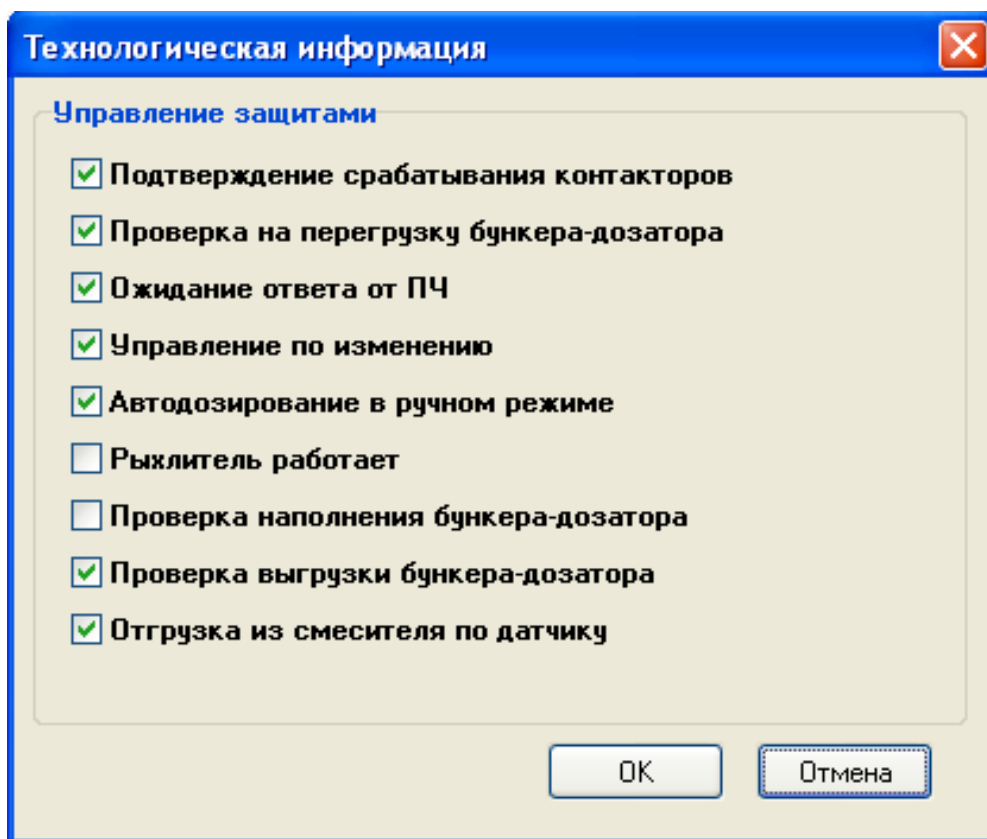 Технологическая информация
Управление защитами
Подтверждение срабатывания контакторов
Проверка на перегрузку бункера-дозатора
Ожидание ответа от ПЧ
Управление по изменению
Автодозирование в ручном режиме
Рыхлитель работает
Проверка наполнения бункера-дозатора
Проверка выгрузки бункера-дозатора
Отгрузка из смесителя по датчику
OK
Отмена